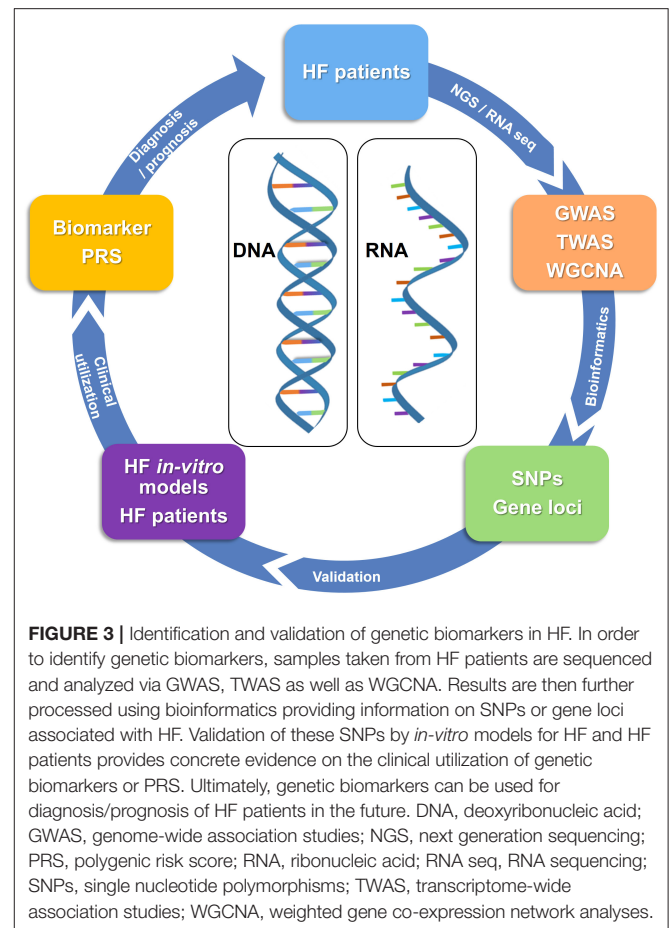 HF patients
NGS / RNA seq
GWAS
TWAS
WGCNA
Bioinformatics
SNPs
Gene loci
Validation
HF in-vitro
models
HF patients
Clinical
utilization
Biomarker
PRS
Diagnosis
/ prognosis
DNA
RNA
FIGURE 3 | Identification and validation of genetic biomarkers in HF. In order
to identify genetic biomarkers, samples taken from HF patients are sequenced
and analyzed via GWAS, TWAS as well as WGCNA. Results are then further
processed using bioinformatics providing information on SNPs or gene loci
associated with HF. Validation of these SNPs by in-vitro models for HF and HF
patients provides concrete evidence on the clinical utilization of genetic
biomarkers or PRS. Ultimately, genetic biomarkers can be used for
diagnosis/prognosis of HF patients in the future. DNA, deoxyribonucleic acid;
GWAS, genome-wide association studies; NGS, next generation sequencing;
PRS, polygenic risk score; RNA, ribonucleic acid; RNA seq, RNA sequencing;
SNPs, single nucleotide polymorphisms; TWAS, transcriptome-wide
association studies; WGCNA, weighted gene co-expression network analyses.